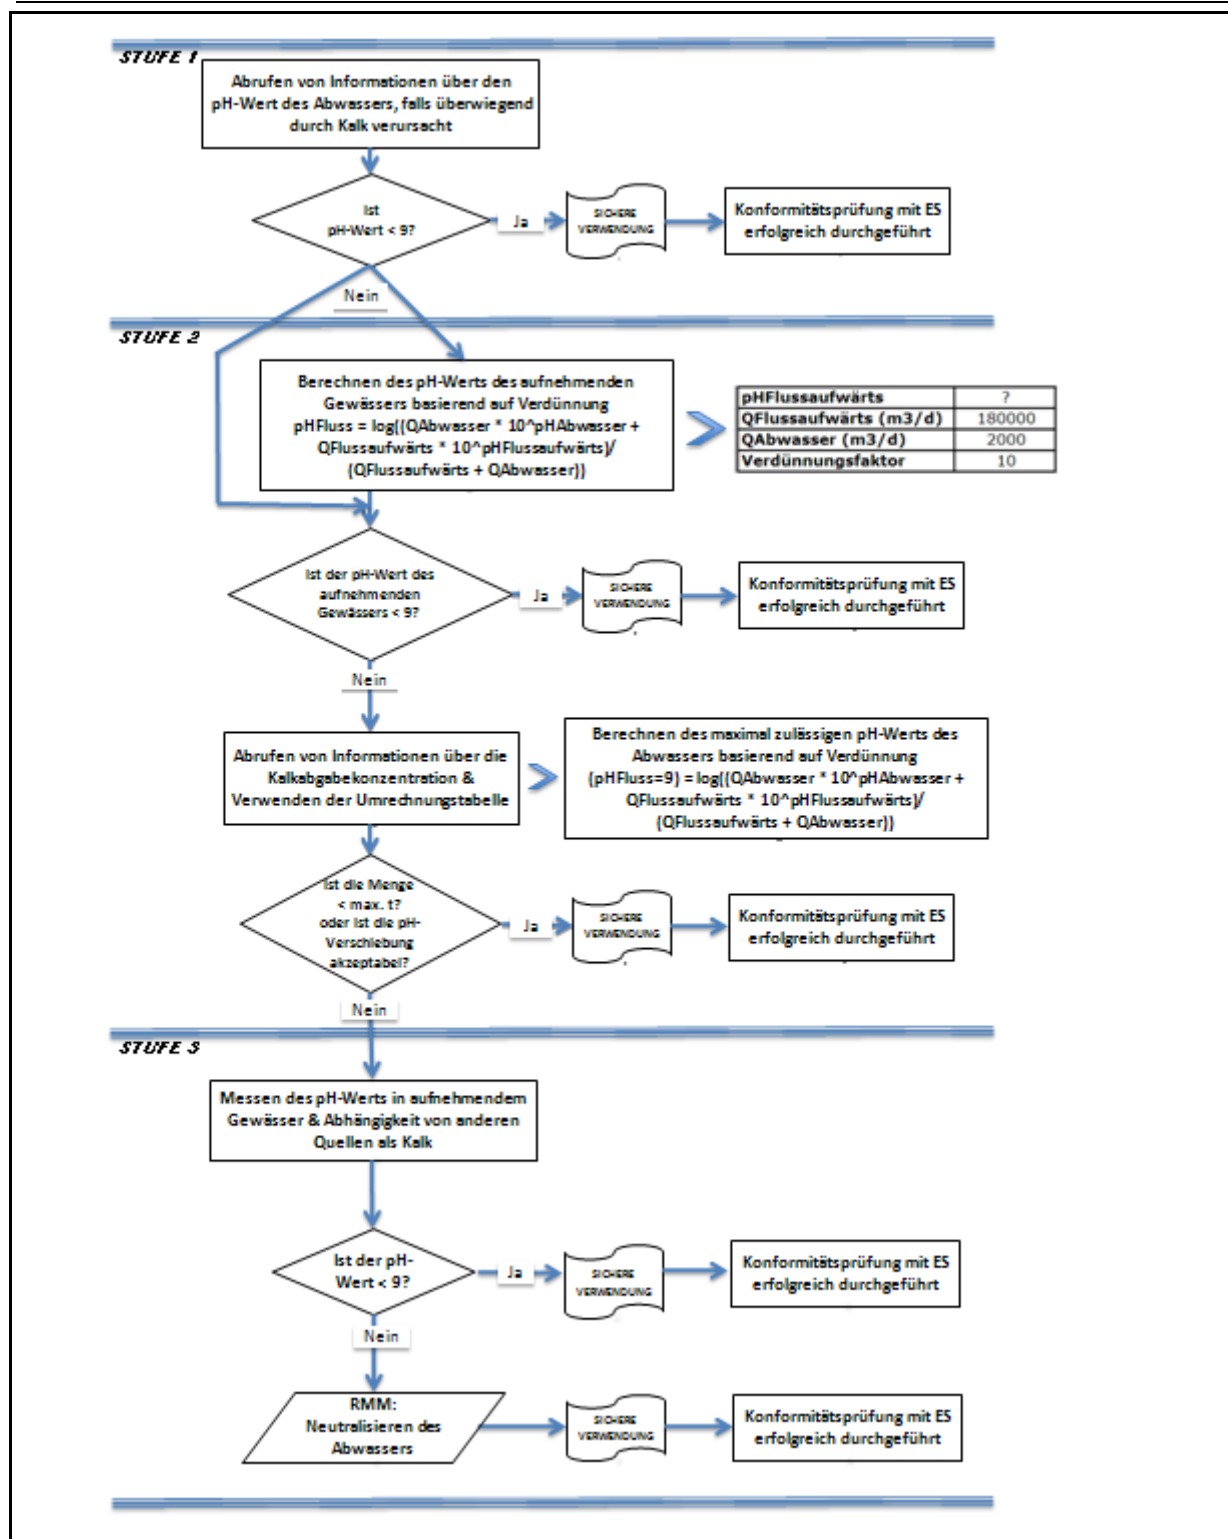 STUFE 1
Abrufen von Informationen über den
pH-Wert des Abwassers, falls überwiegend
durch Kalk verursacht
Ist
pH-Wert < 9?
Ja
SICHERE
VERWENDUNG
Konformitätsprüfung mit ES
erfolgreich durchgeführt
Nein
STUFE 2
Berechnen des pH-Werts des aufnehmenden
Gewässers basierend auf Verdünnung
pHFluss = log((QAbwasser * 10^pHAbwasser +
QFlussaufwärts * 10^pHFlussaufwärts)/
(QFlussaufwärts + QAbwasser))
pHFlussaufwärts ?
QFlussaufwärts (m3/d) 180000
QAbwasser (m3/d) 2000
Verdünnungsfaktor 10
Ist der pH-Wert des
aufnehmenden
Gewässers < 9?
Ja
SICHERE
VERWENDUNG
Konformitätsprüfung mit ES
erfolgreich durchgeführt
Nein
Abrufen von Informationen über die
Kalkabgabekonzentration &
Verwenden der Umrechnungstabelle
Berechnen des maximal zulässigen pH-Werts des
Abwassers basierend auf Verdünnung
(pHFluss=9) = log((QAbwasser * 10^pHAbwasser +
QFlussaufwärts * 10^pHFlussaufwärts)/
(QFlussaufwärts + QAbwasser))
Ist die Menge
< max. t?
oder ist die pH-
Verschiebung
akzeptabel?
Ja
SICHERE
VERWENDUNG
Konformitätsprüfung mit ES
erfolgreich durchgeführt
Nein
STUFE 3
Messen des pH-Werts in aufnehmendem
Gewässer & Abhängigkeit von anderen
Quellen als Kalk
Ist der pH-
Wert < 9?
Ja
SICHERE
VERWENDUNG
Konformitätsprüfung mit ES
erfolgreich durchgeführt
Nein
RMM:
Neutralisieren des
Abwassers
SICHERE
VERWENDUNG
Konformitätsprüfung mit ES
erfolgreich durchgeführt